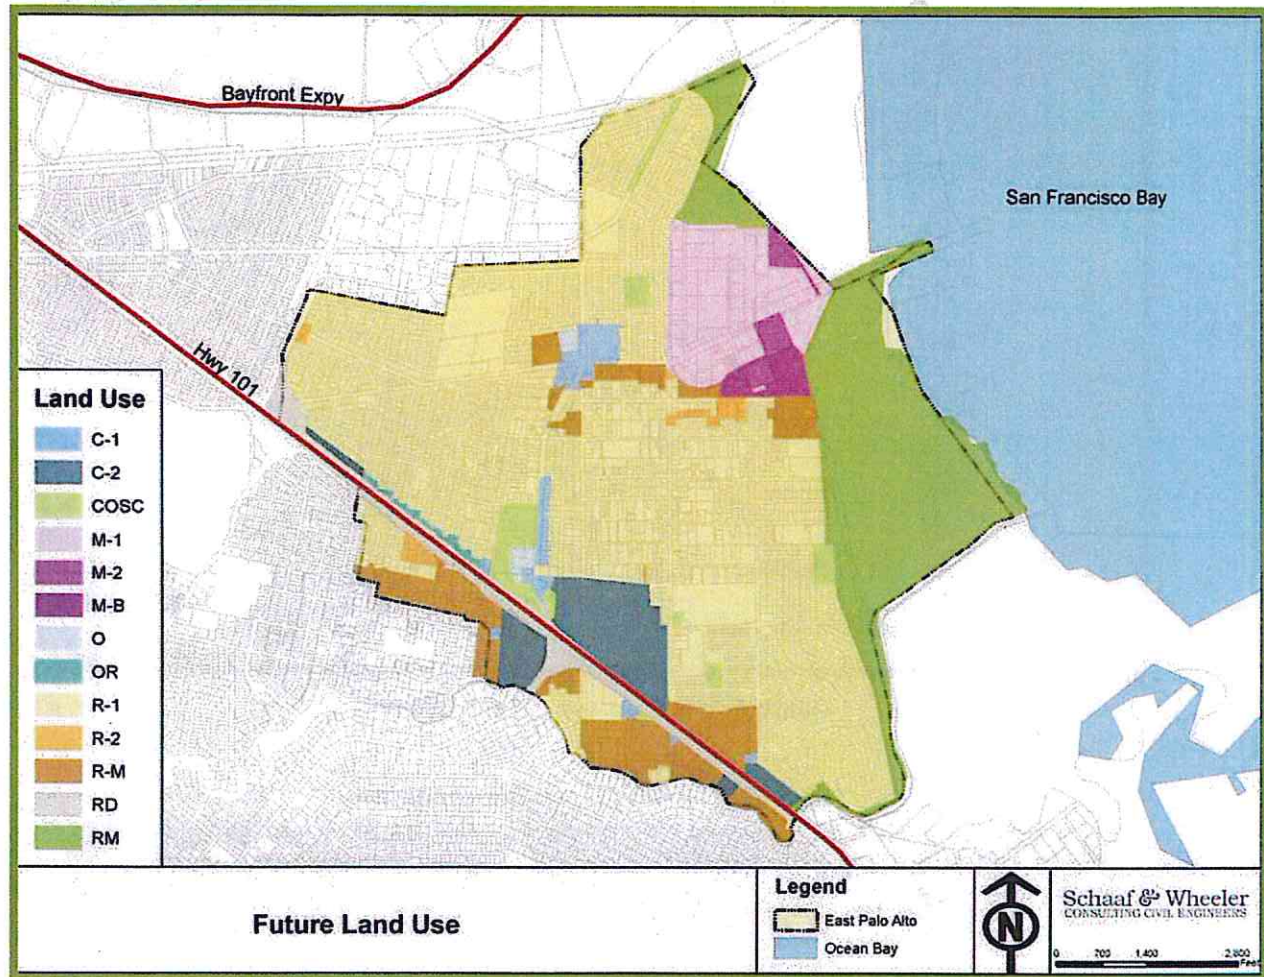 Bayfront Expy
San Francisco Bay
Hwy 101
Land Use
C-1
C-2
COSC
M-1
M-2
M-B
O
OR
R-1
R-2
R-M
RD
RM
Future Land Use
Legend
East Palo Alto
Ocean Bay
N
Schaaf & Wheeler
CONSULTING CIVIL ENGINEERS
0 700 1,400 2,800
Feet